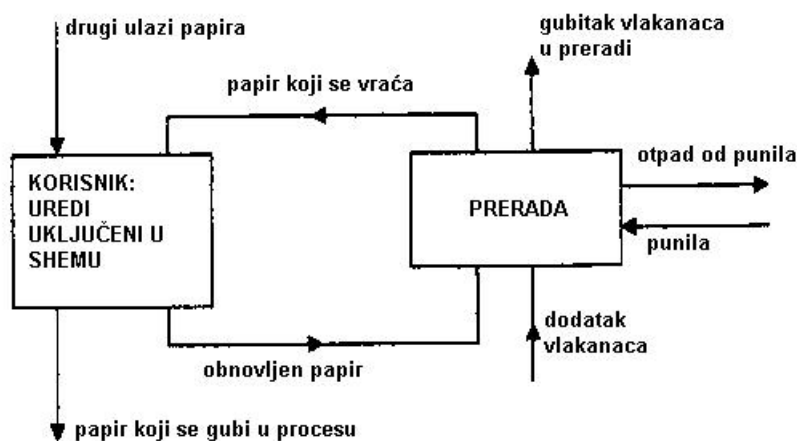 drugi ulazi papira
gubitak vlakanaca
u preradi
papir koji se vraća
otpad od punila
KORISNIK:
UREDI
UKLJUČENI U
SHEMU
PRERADA
punila
dodatak
vlakanaca
obnovljen papir
papir koji se gubi u procesu